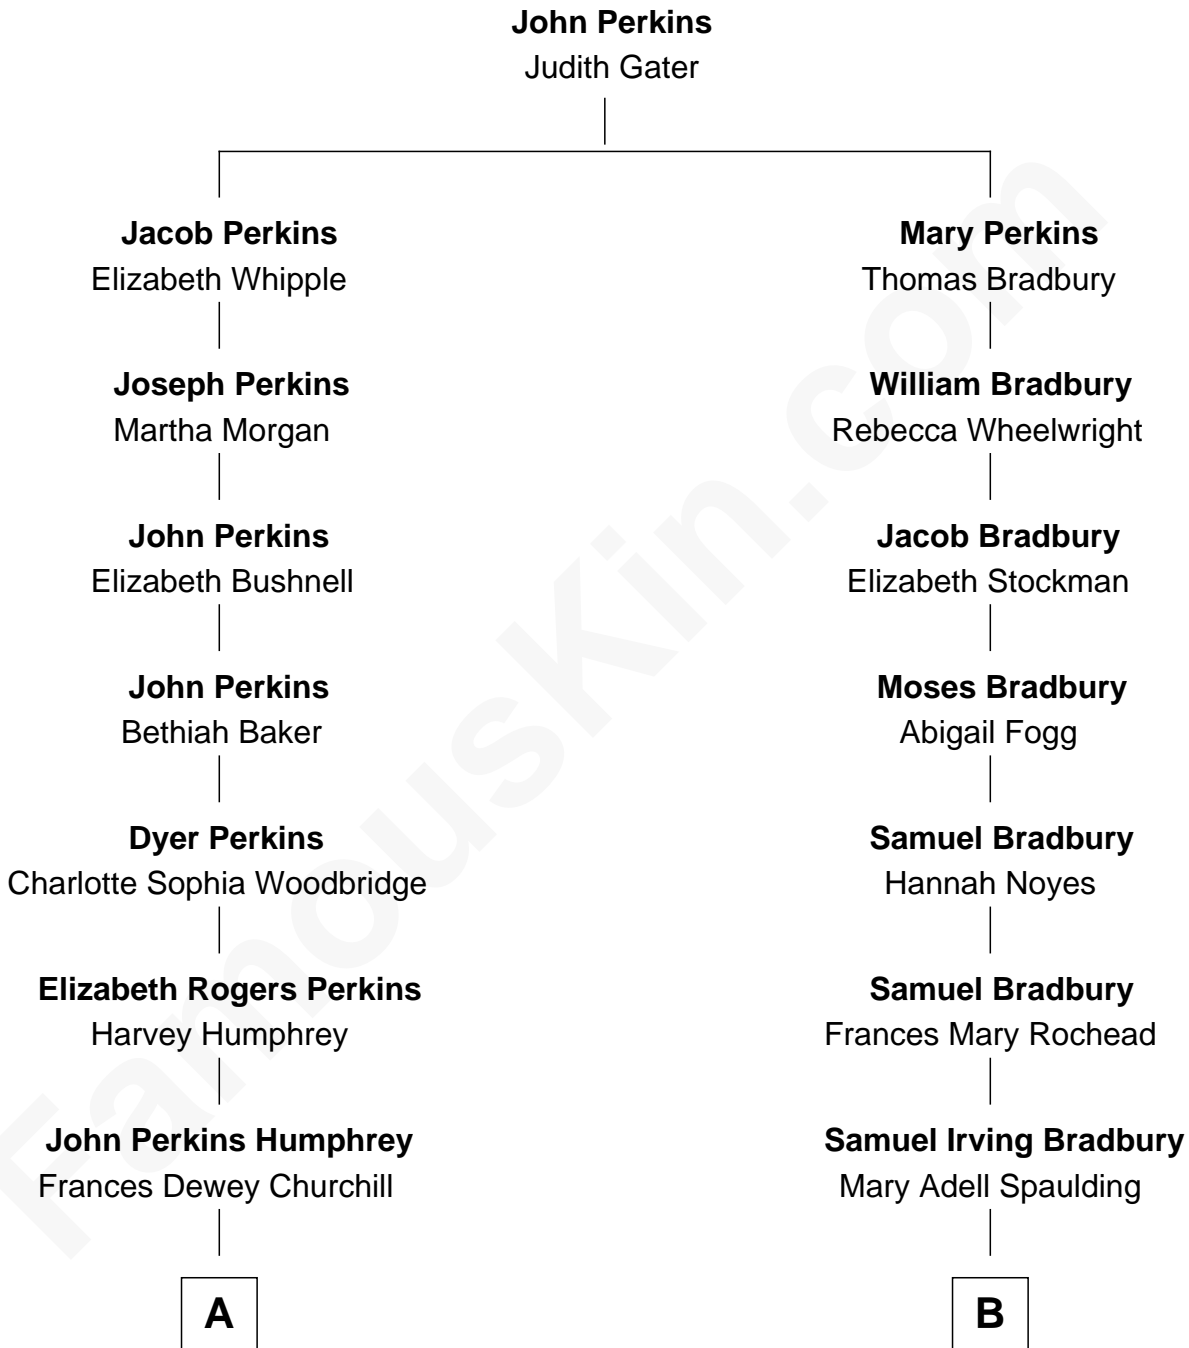 John Perkins
Judith Gater
Jacob Perkins
Elizabeth Whipple
Mary Perkins
Thomas Bradbury
Joseph Perkins
Martha Morgan
William Bradbury
Rebecca Wheelwright
John Perkins
Elizabeth Bushnell
Jacob Bradbury
Elizabeth Stockman
John Perkins
Bethiah Baker
Moses Bradbury
Abigail Fogg
Dyer Perkins
Charlotte Sophia Woodbridge
Samuel Bradbury
Hannah Noyes
Elizabeth Rogers Perkins
Harvey Humphrey
Samuel Bradbury
Frances Mary Rochead
John Perkins Humphrey
Frances Dewey Churchill
Samuel Irving Bradbury
Mary Adell Spaulding
A
B
FamousKin.com